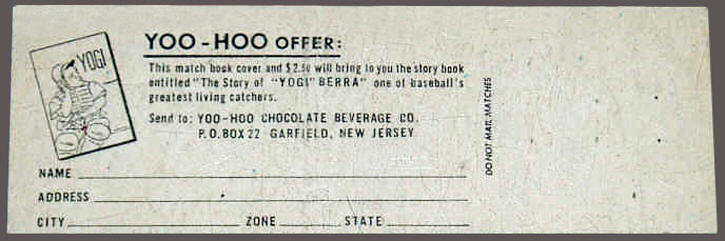 YOGI
YOO-HOO OFFER:
This match book cover and $2.50 will bring to you the story book
entitled "The Story of "YOGI" BERRA" one of baseball's
greatest living catchers.
Send to: YOO-HOO CHOCOLATE BEVERAGE CO.
P.O. BOX 22 GARFIELD, NEW JERSEY
NAME
ADDRESS
CITY ZONE STATE
DO NOT MAIL MATCHES